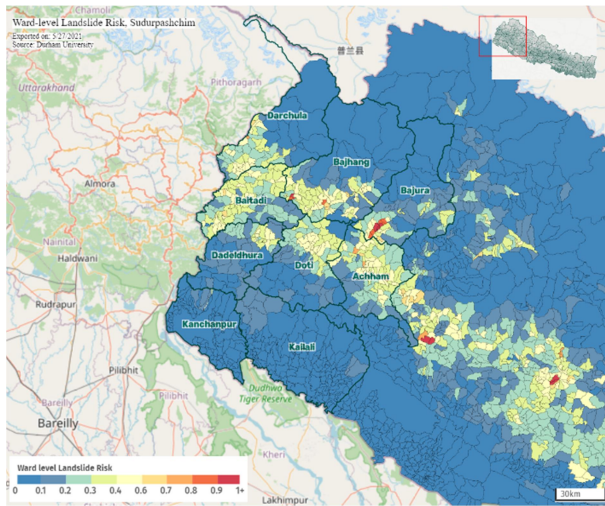 Ward-level Landslide Risk, Sudurpashchim
Exported on: 5/27/2021
Source: Durham University
Chamoli
普兰县
Uttarakhand
Pithoragarh
Darchula
Bajhang
Almora
Baitadi
Bajura
Nainital
Haldwani
Dadeldhura
Doti
Achham
Rudrapur
Kanchanpur
Kailali
Pilibhit
Pilibhit
Dudhwa
Tiger Reserve
Bareilly
Kheri
Lakhimpur
Ward level Landslide Risk
0 0.1 0.2 0.3 0.4 0.6 0.7 0.8 0.9 1+
30km